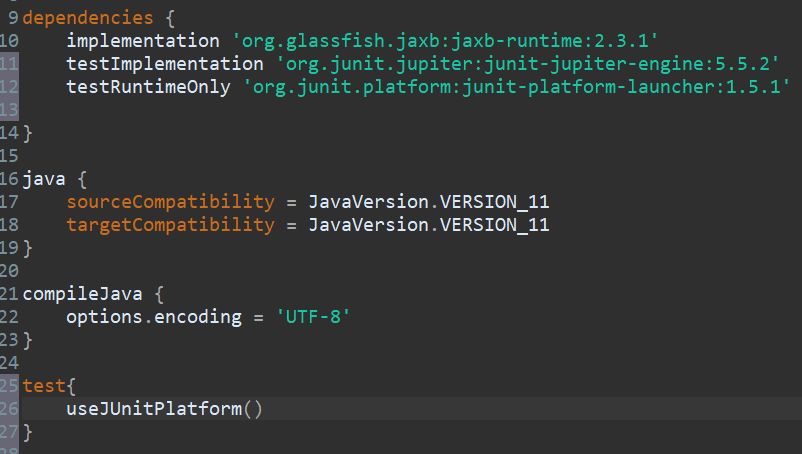 9 dependencies {
10 implementation 'org.glassfish.jaxb:jaxb-runtime:2.3.1'
11 testImplementation 'org.junit.jupiter:junit-jupiter-engine:5.5.2'
12 testRuntimeOnly 'org.junit.platform:junit-platform-launcher:1.5.1'
13
14 }
15
16 java {
17 sourceCompatibility = JavaVersion.VERSION_11
18 targetCompatibility = JavaVersion.VERSION_11
19 }
20
21 compileJava {
22 options.encoding = 'UTF-8'
23 }
24
25 test{
26 useJUnitPlatform()
27 }